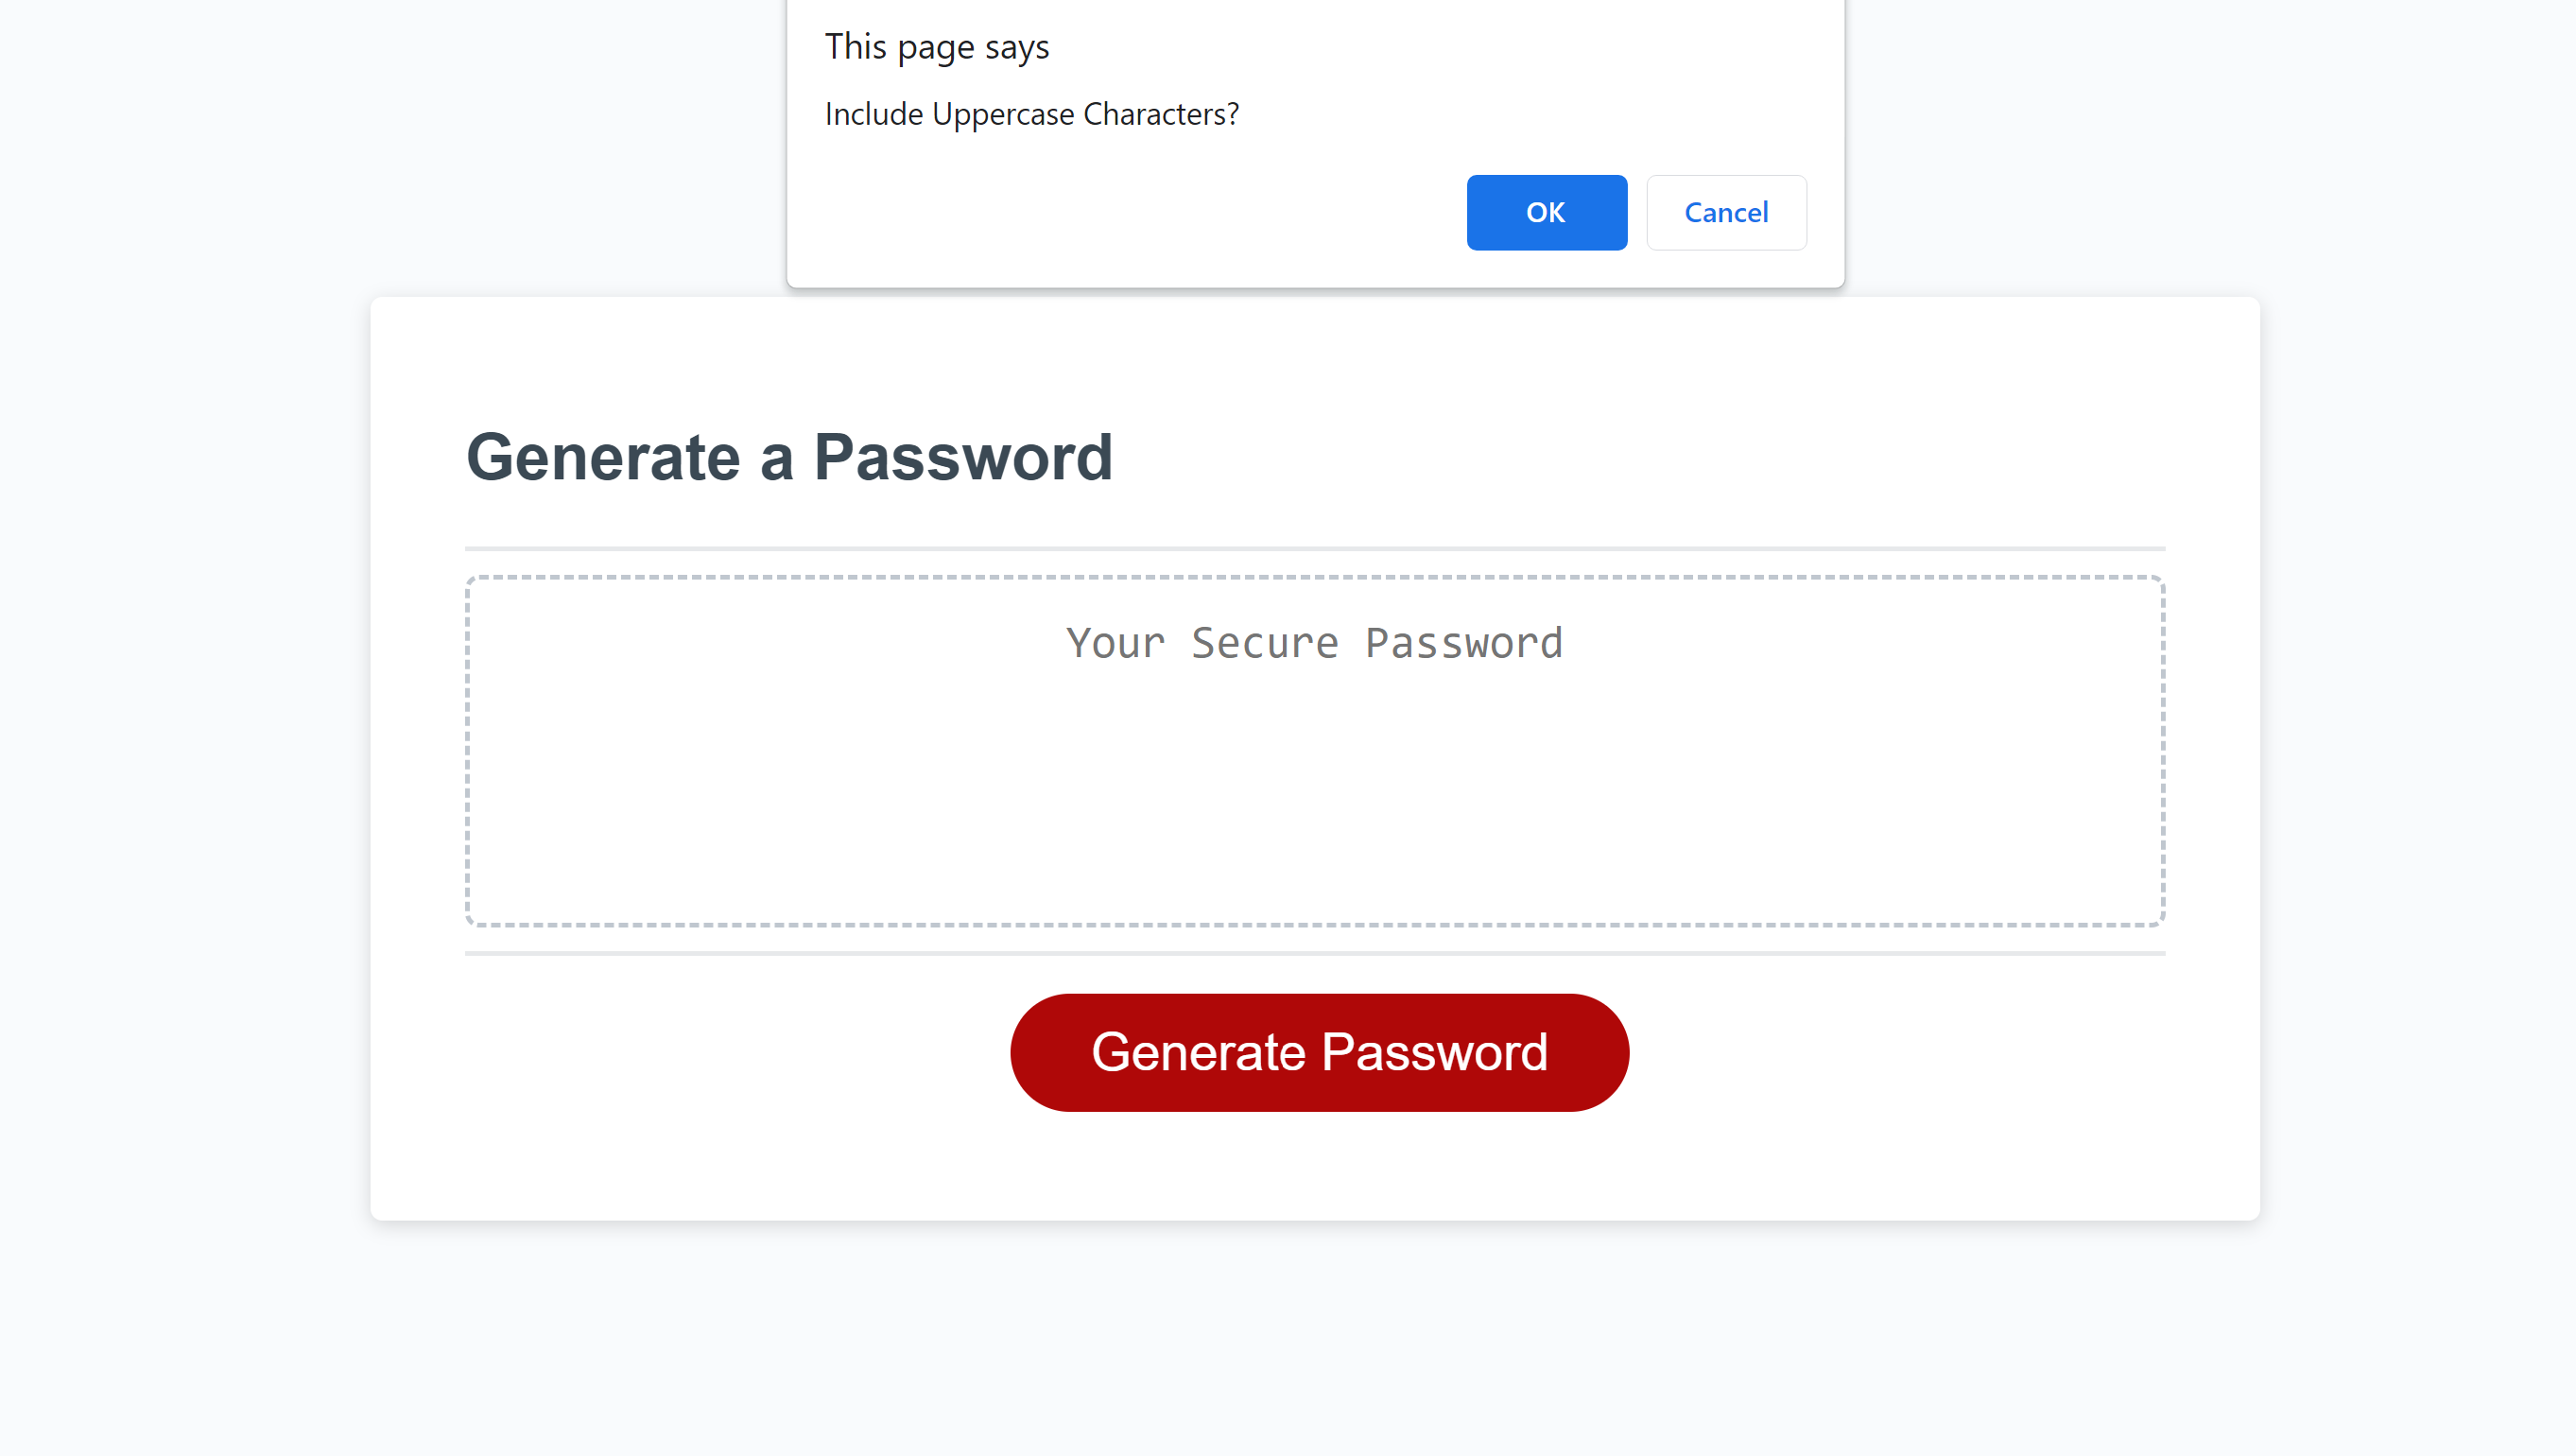 This page says
Include Uppercase Characters?
OK
Cancel
Generate a Password
Your Secure Password
Generate Password